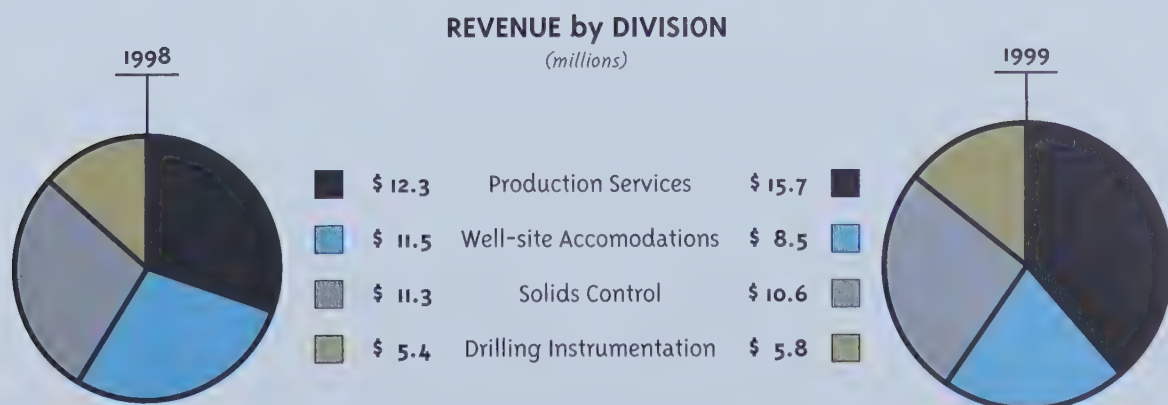 REVENUE by DIVISION
(millions)
1998
1999
$ 12.3 Production Services $ 15.7
$ 11.5 Well-site Accomodations $ 8.5
$ 11.3 Solids Control $ 10.6
$ 5.4 Drilling Instrumentation $ 5.8